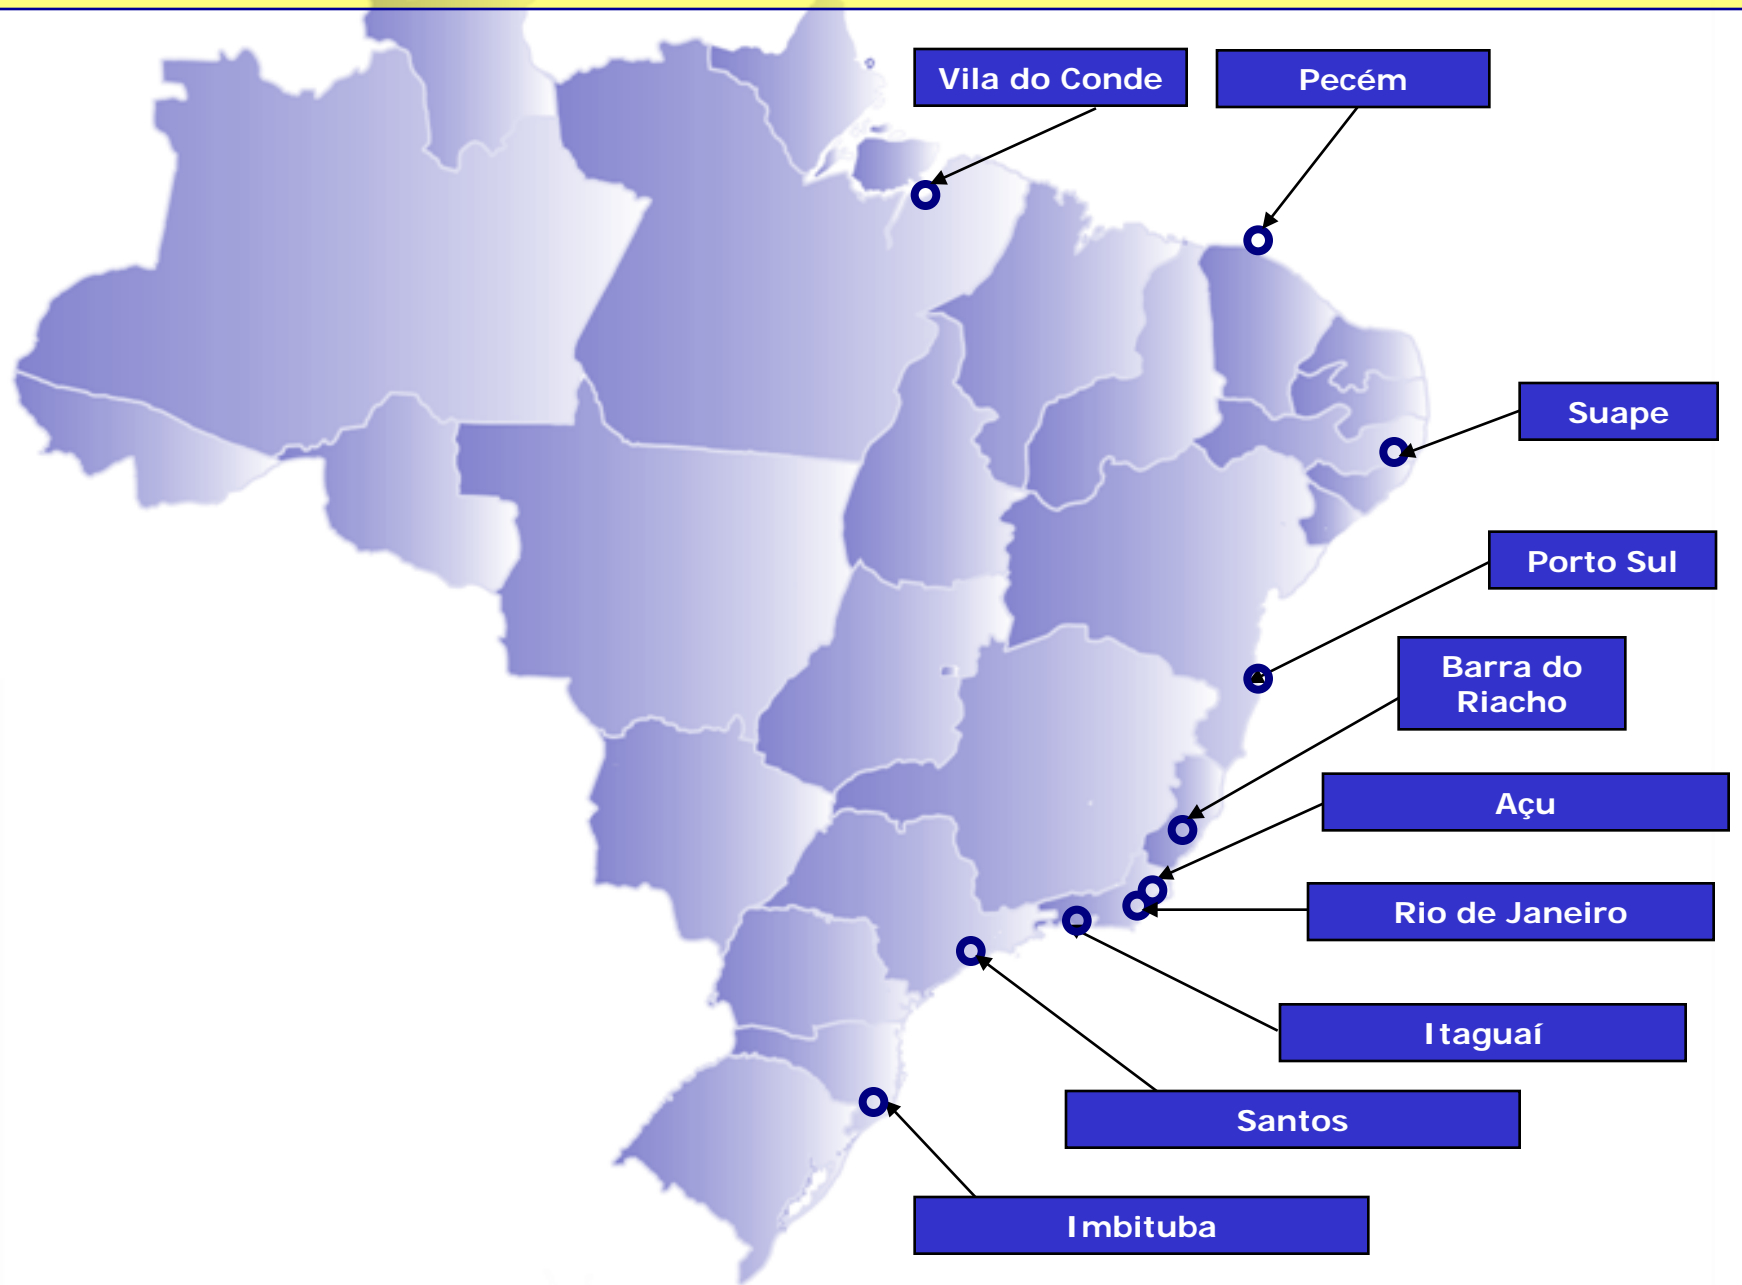 Vila do Conde
Pecém
Suape
Porto Sul
Barra do
Riacho
Açu
Rio de Janeiro
Itaguaí
Santos
Imbituba